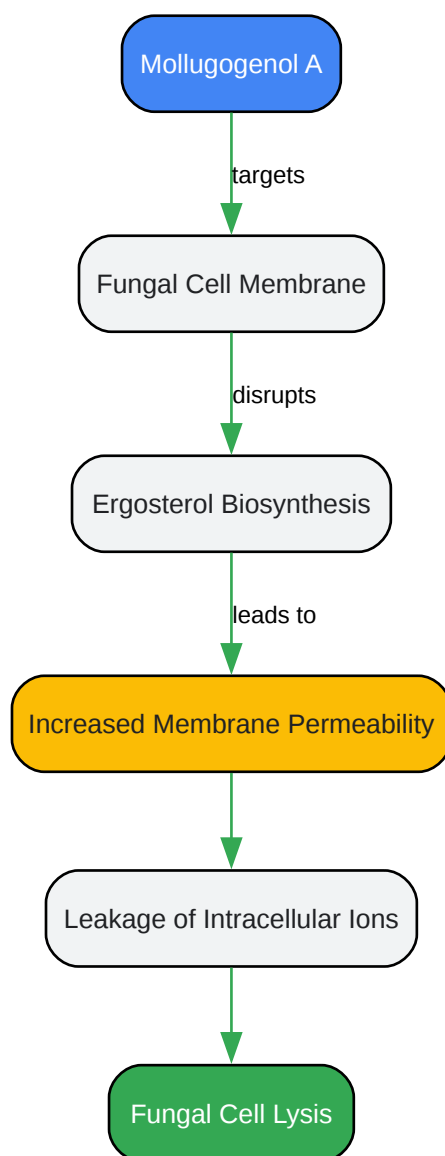 Mollugogenol A
targets
Fungal Cell Membrane
disrupts
Ergosterol Biosynthesis
leads to
Increased Membrane Permeability
Leakage of Intracellular Ions
Fungal Cell Lysis